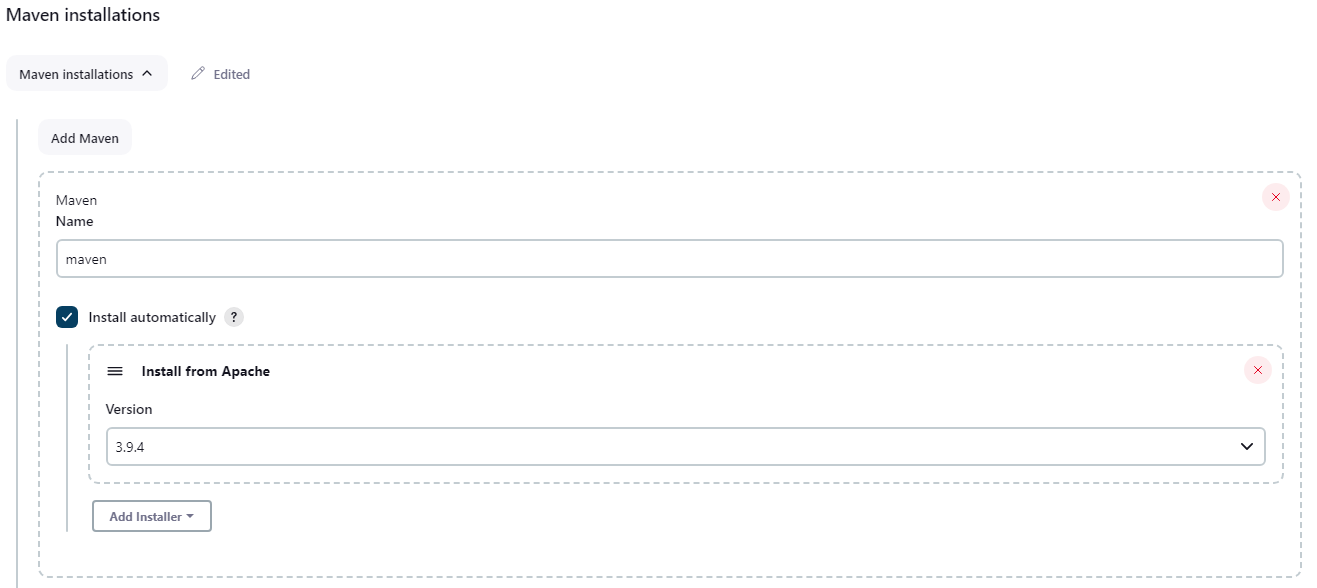 Maven installations
Maven installations
Edited
Add Maven
Maven
Name
maven
Install automatically ?
Install from Apache
Version
3.9.4
Add Installer